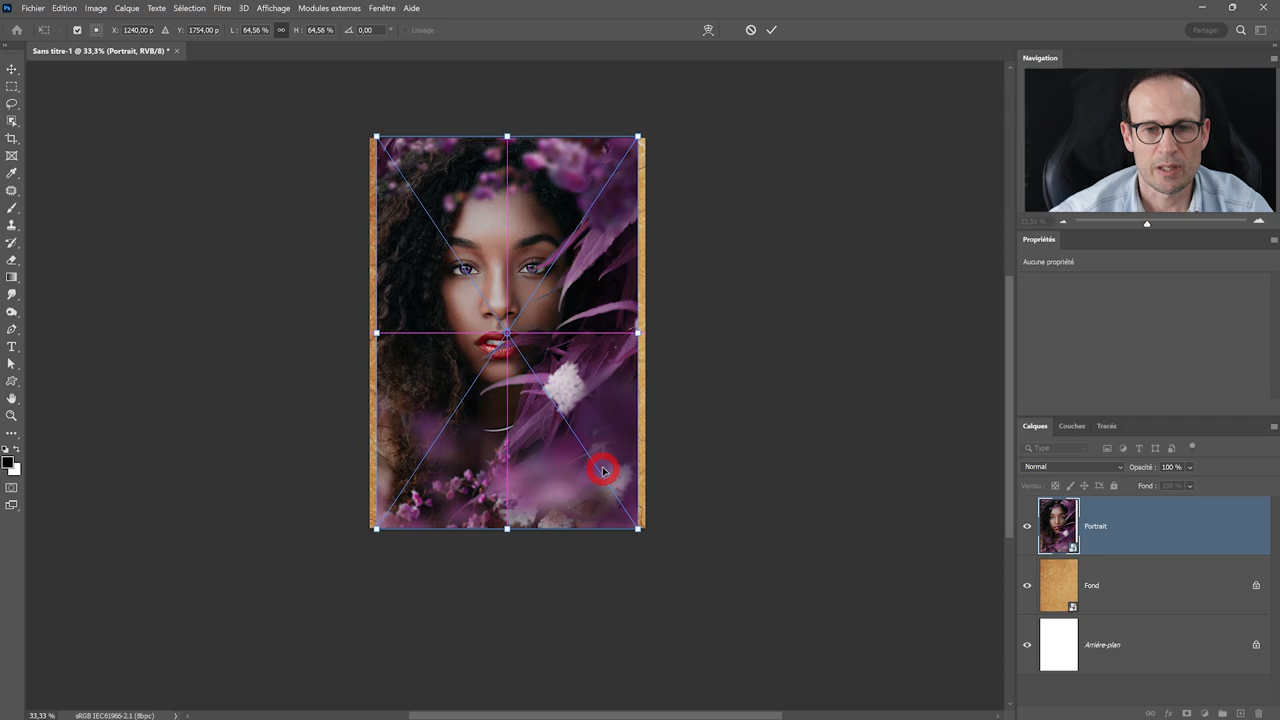 Ps Fichier Edition Image Calque Texte Sélection Filtre 3D Affichage Modules externes Fenêtre Aide
X: 1240,00 p Y: 1754,00 p L: 64,56 % H: 64,56 % 0,00 ° Lissage Partager
Sans titre-1 @ 33,3% (Portrait, RVB/8) * ×
Navigation
33,33 %
Propriétés
Aucune propriété
Calques Couches Tracés
Type
Normal Opacité : 100 %
Verrou : Fond : 100 %
Portrait
Fond
Arrière-plan
33,33 % sRGB IEC61966-2.1 (8bpc)